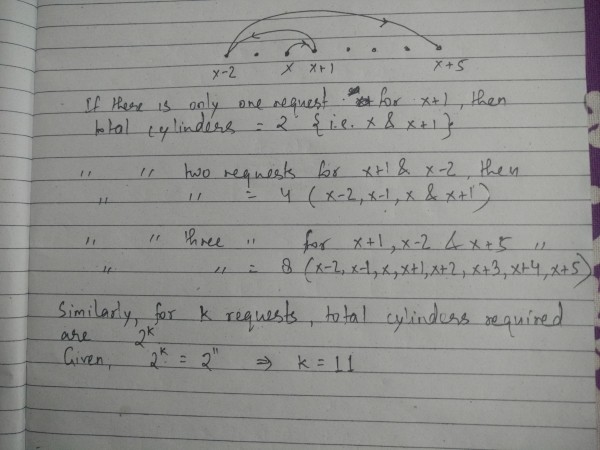 x-2 x x+1 x+5
If there is only one request for x+1, then
total cylinders = 2 {i.e. x & x+1}
" " two requests for x+1 & x-2, then
" " = 4 (x-2, x-1, x & x+1)
" " three " for x+1, x-2 & x+5 "
" " = 8 (x-2, x-1, x, x+1, x+2, x+3, x+4, x+5)
Similarly, for k requests, total cylinders required
are 2^k
Given, 2^k = 2^11 ⇒ k = 11